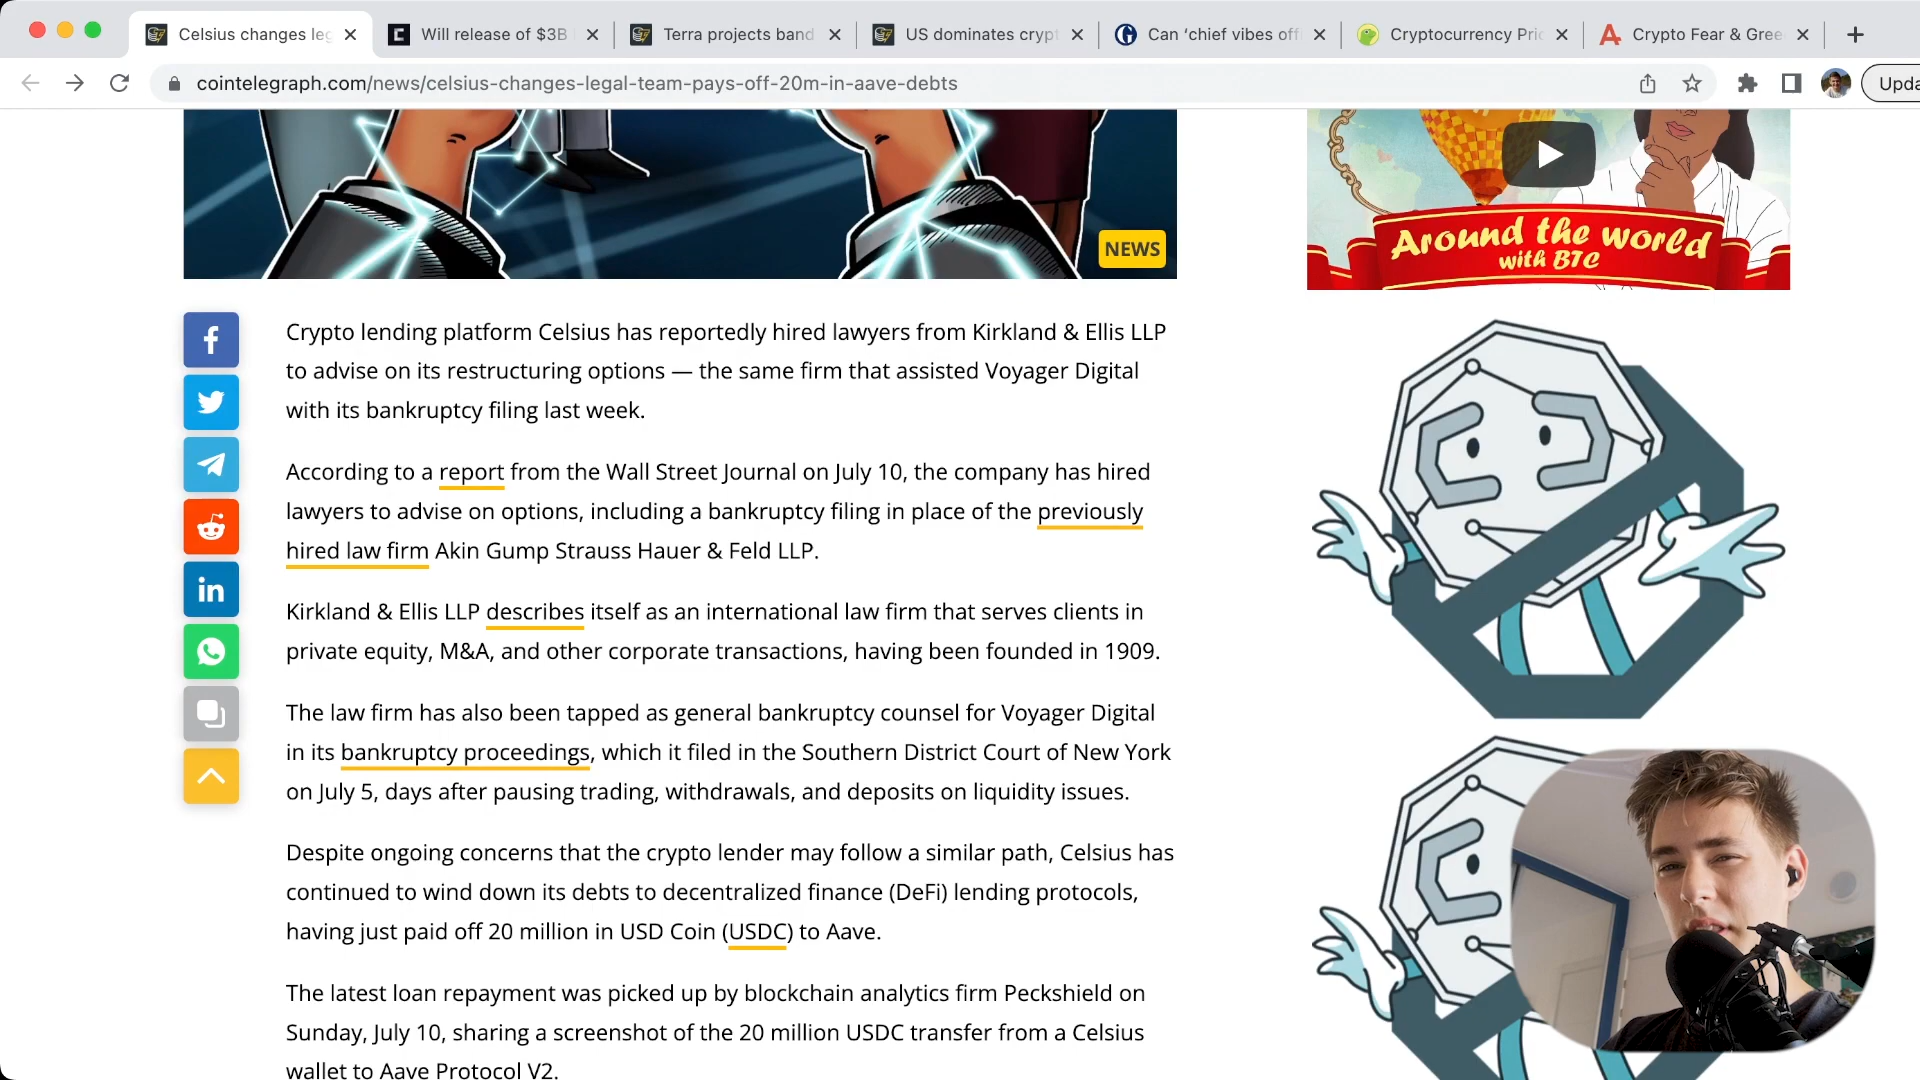 Celsius changes leg
Will release of $3B
Terra projects band
US dominates crypt
Can ‘chief vibes off
Cryptocurrency Pric
Crypto Fear & Gree
cointelegraph.com/news/celsius-changes-legal-team-pays-off-20m-in-aave-debts
Upda
NEWS
Around the world
with BTC
Crypto lending platform Celsius has reportedly hired lawyers from Kirkland & Ellis LLP
to advise on its restructuring options — the same firm that assisted Voyager Digital
with its bankruptcy filing last week.
According to a report from the Wall Street Journal on July 10, the company has hired
lawyers to advise on options, including a bankruptcy filing in place of the previously
hired law firm Akin Gump Strauss Hauer & Feld LLP.
Kirkland & Ellis LLP describes itself as an international law firm that serves clients in
private equity, M&A, and other corporate transactions, having been founded in 1909.
The law firm has also been tapped as general bankruptcy counsel for Voyager Digital
in its bankruptcy proceedings, which it filed in the Southern District Court of New York
on July 5, days after pausing trading, withdrawals, and deposits on liquidity issues.
Despite ongoing concerns that the crypto lender may follow a similar path, Celsius has
continued to wind down its debts to decentralized finance (DeFi) lending protocols,
having just paid off 20 million in USD Coin (USDC) to Aave.
The latest loan repayment was picked up by blockchain analytics firm Peckshield on
Sunday, July 10, sharing a screenshot of the 20 million USDC transfer from a Celsius
wallet to Aave Protocol V2.